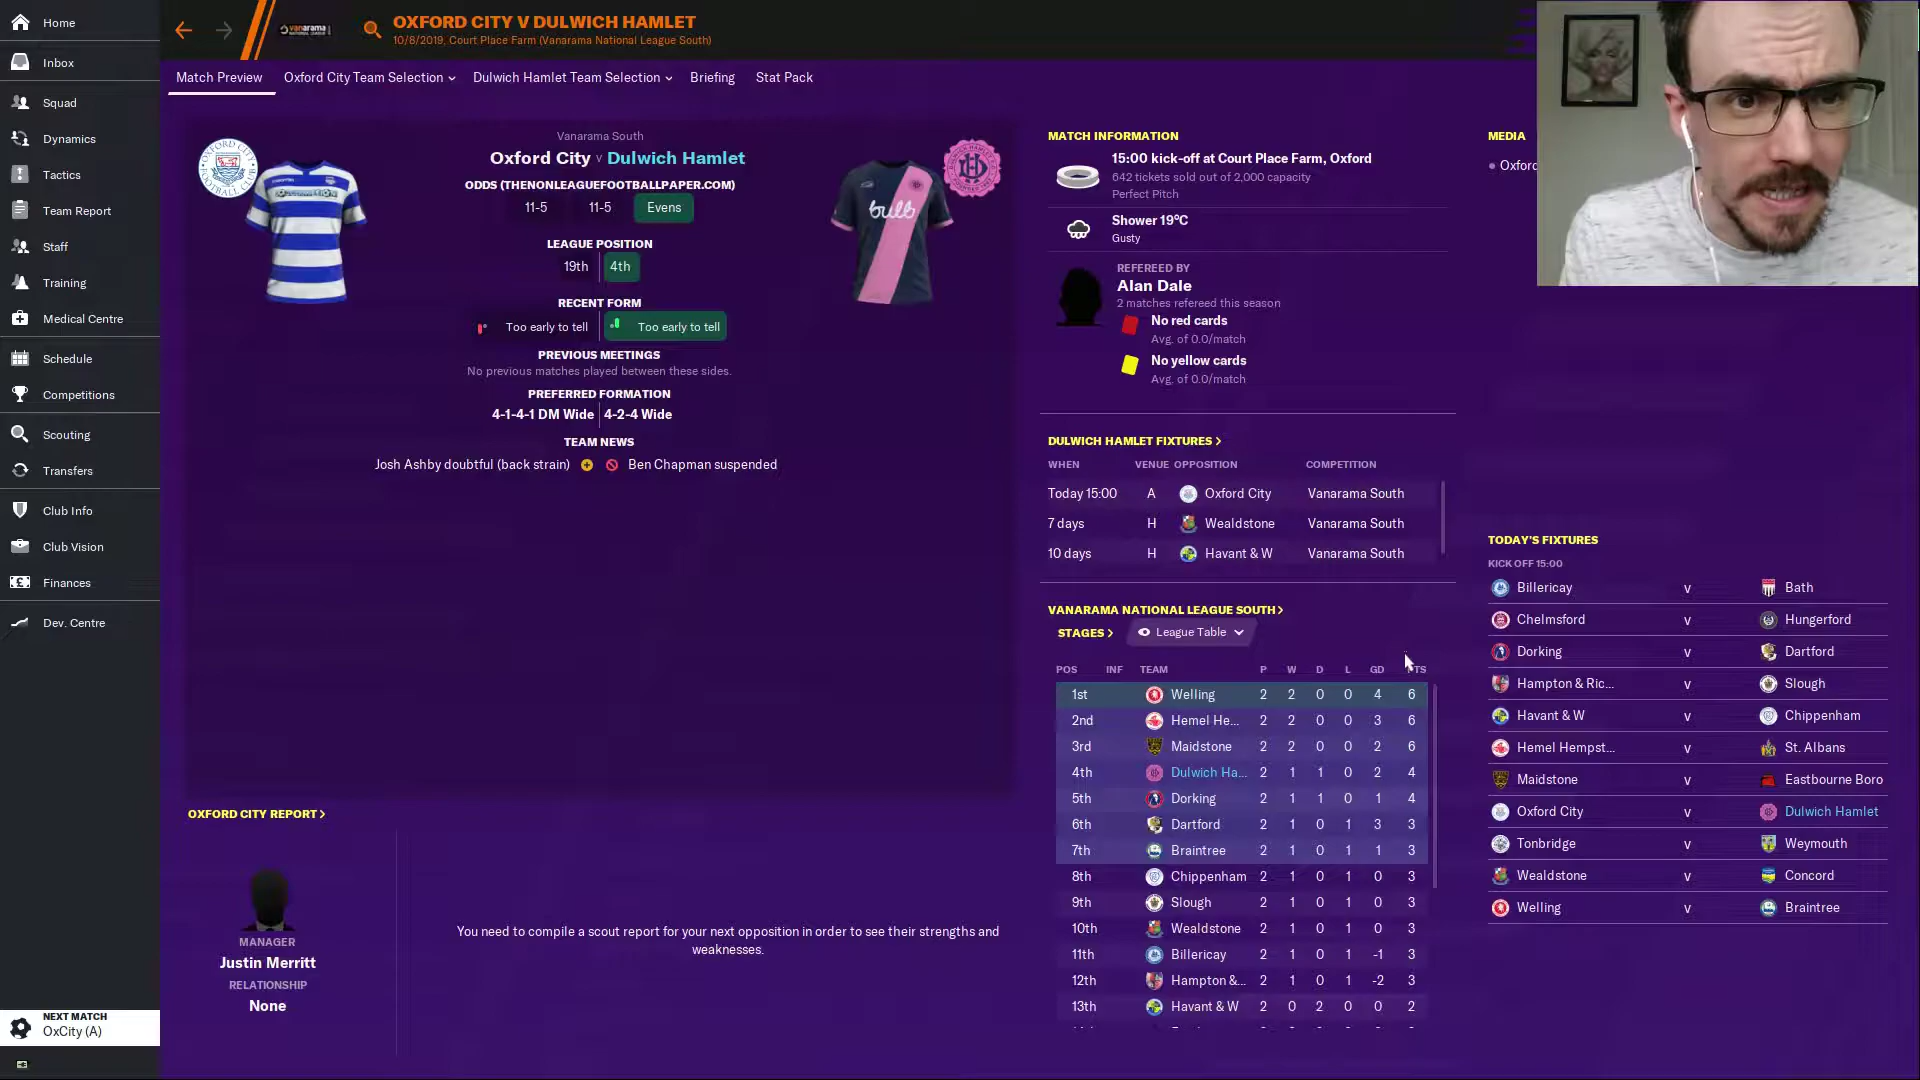 Home
Inbox
Squad
Dynamics
Tactics
Team Report
Staff
Training
Medical Centre
Schedule
Competitions
Scouting
Transfers
Club Info
Club Vision
Finances
Dev. Centre
NEXT MATCH
OxCity (A)
OXFORD CITY V DULWICH HAMLET
10/8/2019, Court Place Farm (Vanarama National League South)
Match Preview Oxford City Team Selection Dulwich Hamlet Team Selection Briefing Stat Pack
Vanarama South
Oxford City v Dulwich Hamlet
ODDS (THENONLEAGUEFOOTBALLPAPER.COM)
11-5 11-5 Evens
LEAGUE POSITION
19th 4th
RECENT FORM
Too early to tell Too early to tell
PREVIOUS MEETINGS
No previous matches played between these sides.
PREFERRED FORMATION
4-1-4-1 DM Wide 4-2-4 Wide
TEAM NEWS
Josh Ashby doubtful (back strain) Ben Chapman suspended
bulb
OXFORD CITY REPORT >
MANAGER
Justin Merritt
RELATIONSHIP
None
You need to compile a scout report for your next opposition in order to see their strengths and
weaknesses.
MATCH INFORMATION
15:00 kick-off at Court Place Farm, Oxford
642 tickets sold out of 2,000 capacity
Perfect Pitch
Shower 19°C
Gusty
REFEREED BY
Alan Dale
2 matches refereed this season
No red cards
Avg. of 0.0/match
No yellow cards
Avg. of 0.0/match
DULWICH HAMLET FIXTURES >
WHEN VENUE OPPOSITION COMPETITION
Today 15:00 A Oxford City Vanarama South
7 days H Wealdstone Vanarama South
10 days H Havant & W Vanarama South
VANARAMA NATIONAL LEAGUE SOUTH >
STAGES > League Table
POS INF TEAM P W D L GD PTS
1st Welling 2 2 0 0 4 6
2nd Hemel He... 2 2 0 0 3 6
3rd Maidstone 2 2 0 0 2 6
4th Dulwich Ha... 2 1 1 0 2 4
5th Dorking 2 1 1 0 1 4
6th Dartford 2 1 0 1 3 3
7th Braintree 2 1 0 1 1 3
8th Chippenham 2 1 0 1 0 3
9th Slough 2 1 0 1 0 3
10th Wealdstone 2 1 0 1 0 3
11th Billericay 2 1 0 1 -1 3
12th Hampton &... 2 1 0 1 -2 3
13th Havant & W 2 0 2 0 0 2
MEDIA
Oxford
TODAY'S FIXTURES
KICK OFF 15:00
Billericay v Bath
Chelmsford v Hungerford
Dorking v Dartford
Hampton & Ric... v Slough
Havant & W v Chippenham
Hemel Hempst... v St. Albans
Maidstone v Eastbourne Boro
Oxford City v Dulwich Hamlet
Tonbridge v Weymouth
Wealdstone v Concord
Welling v Braintree